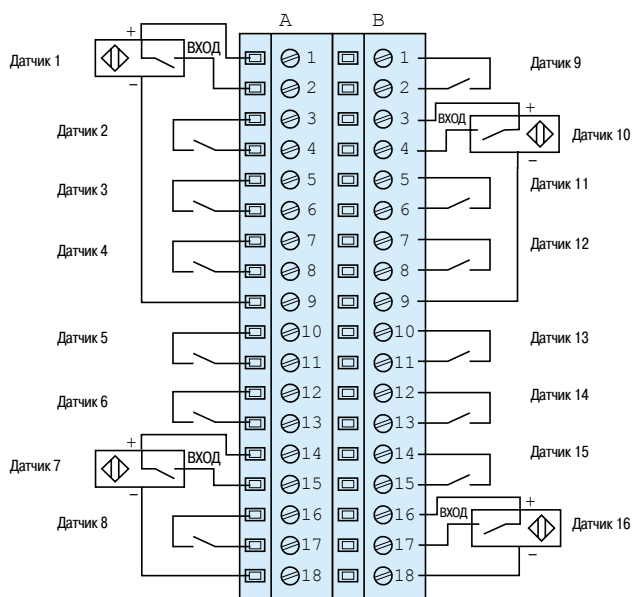 A B
+ ВХОД 1 1
Датчик 1 Датчик 9
− 2 2
3 3 +
Датчик 2 ВХОД Датчик 10
4 4 −
5 5
Датчик 3 Датчик 11
6 6
7 7
Датчик 4 Датчик 12
8 8
9 9
10 10
Датчик 5 Датчик 13
11 11
12 12
Датчик 6 Датчик 14
13 13
+ ВХОД 14 14
Датчик 7 Датчик 15
− 15 15
16 16 +
Датчик 8 ВХОД Датчик 16
17 17 −
18 18